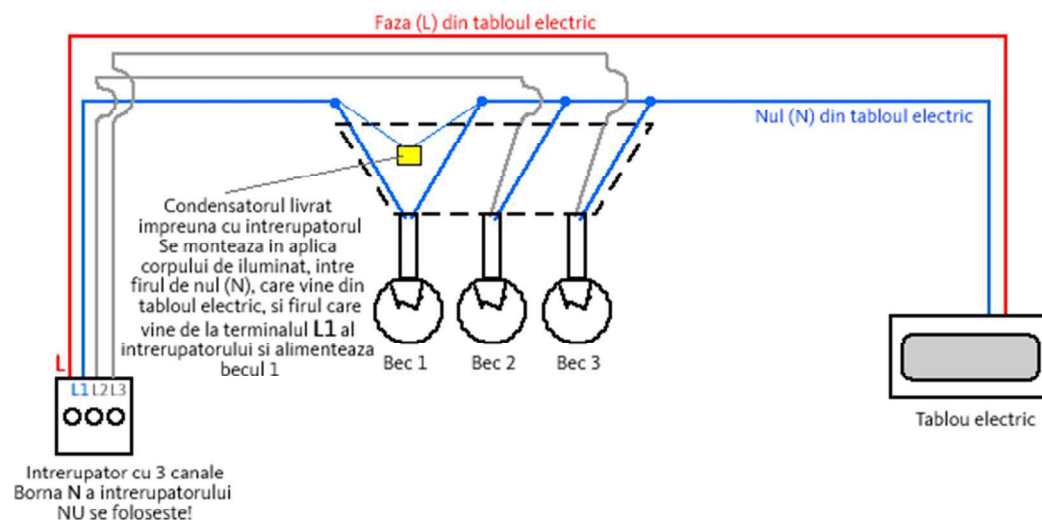 Faza (L) din tabloul electric
Nul (N) din tabloul electric
Condensatorul livrat
impreuna cu intrerupatorul
Se monteaza in aplica
corpului de iluminat, intre
firul de nul (N), care vine din
tabloul electric, si firul care
vine de la terminalul L1 al
intrerupatorului si alimenteaza
becul 1
Bec 1
Bec 2
Bec 3
L
L1 L2 L3
Tablou electric
Intrerupator cu 3 canale
Borna N a intrerupatorului
NU se foloseste!